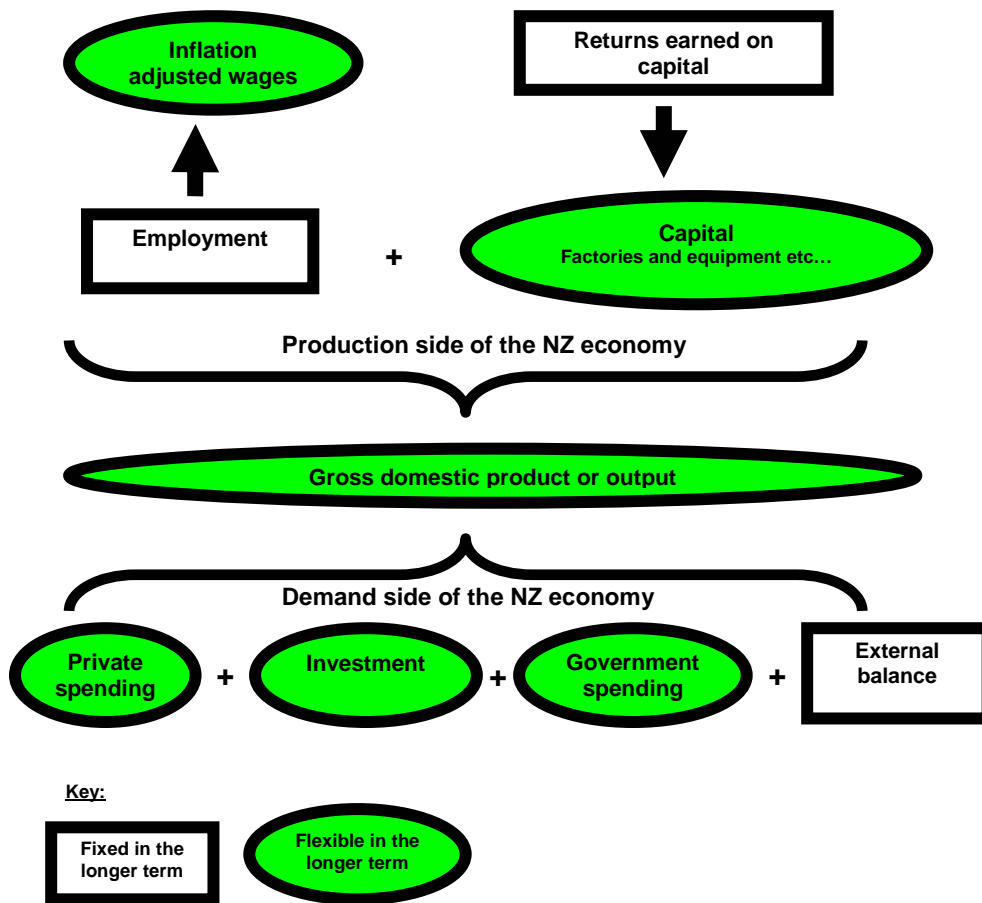 Inflation
adjusted wages
Returns earned on
capital
Employment
+
Capital
Factories and equipment etc…
Production side of the NZ economy
Gross domestic product or output
Demand side of the NZ economy
Private
spending
+
Investment
+
Government
spending
+
External
balance
Key:
Fixed in the
longer term
Flexible in the
longer term